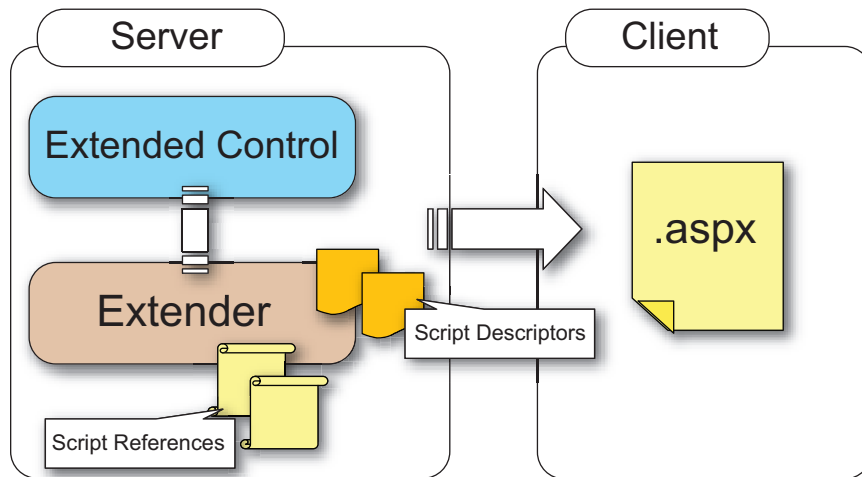 Server
Client
Extended Control
.aspx
Extender
Script Descriptors
Script References